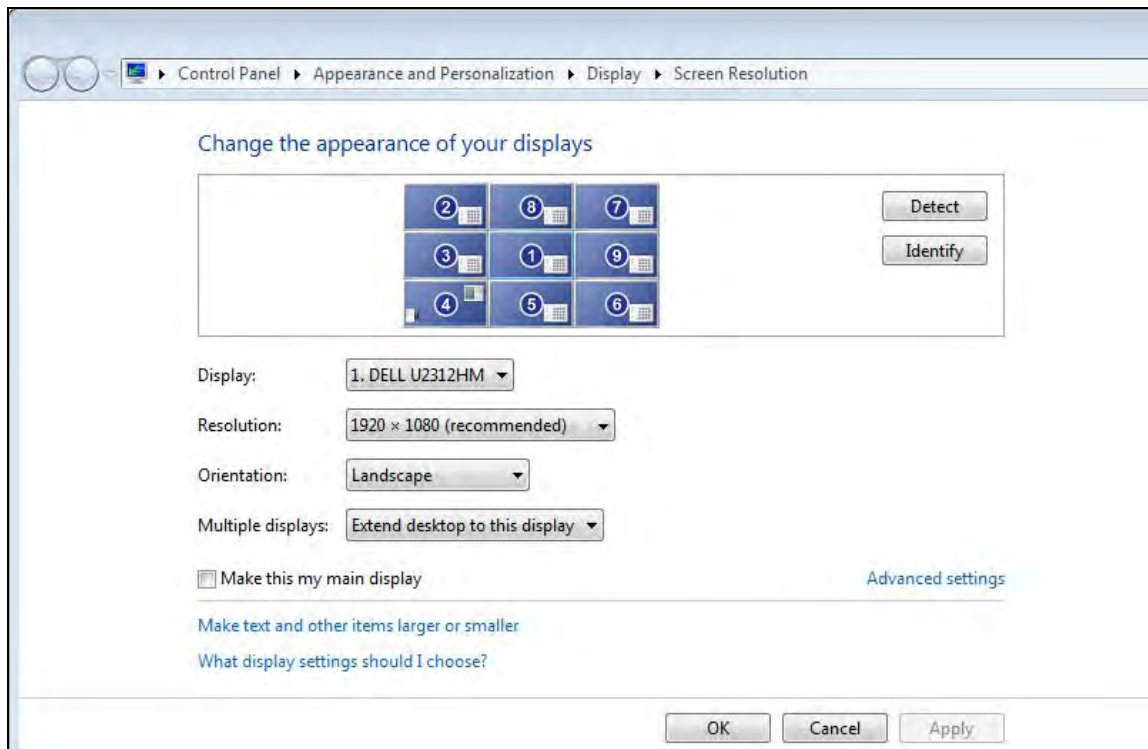 Control Panel ▸ Appearance and Personalization ▸ Display ▸ Screen Resolution
Change the appearance of your displays
2 8 7
Detect
3 1 9
Identify
4 5 6
Display: 1. DELL U2312HM
Resolution: 1920 × 1080 (recommended)
Orientation: Landscape
Multiple displays: Extend desktop to this display
Make this my main display
Advanced settings
Make text and other items larger or smaller
What display settings should I choose?
OK Cancel Apply